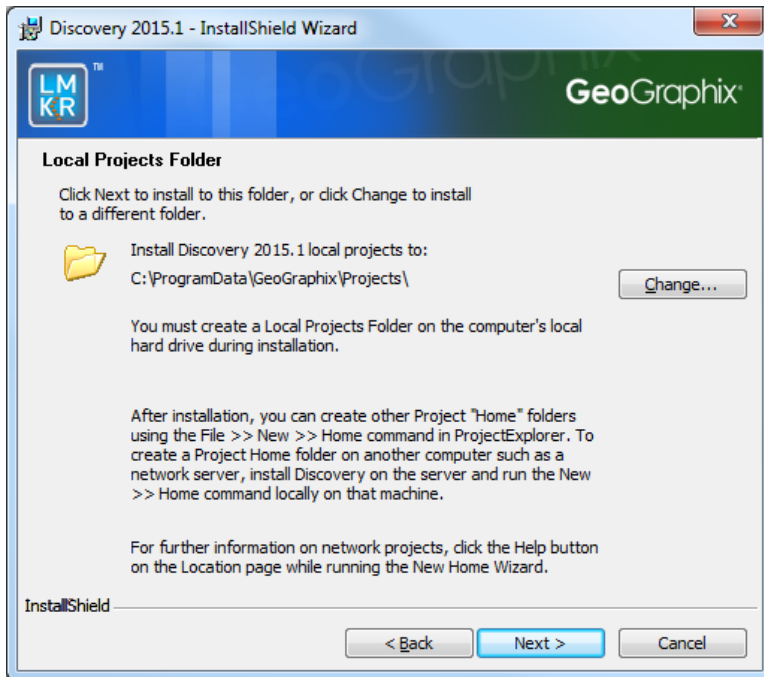 Discovery 2015.1 - InstallShield Wizard
X
LM
KR
TM
GeoGraphix
GeoGraphix
Local Projects Folder
Click Next to install to this folder, or click Change to install
to a different folder.
Install Discovery 2015.1 local projects to:
C:\ProgramData\GeoGraphix\Projects\
Change...
You must create a Local Projects Folder on the computer's local
hard drive during installation.
After installation, you can create other Project "Home" folders
using the File >> New >> Home command in ProjectExplorer. To
create a Project Home folder on another computer such as a
network server, install Discovery on the server and run the New
>> Home command locally on that machine.
For further information on network projects, click the Help button
on the Location page while running the New Home Wizard.
InstallShield
< Back
Next >
Cancel